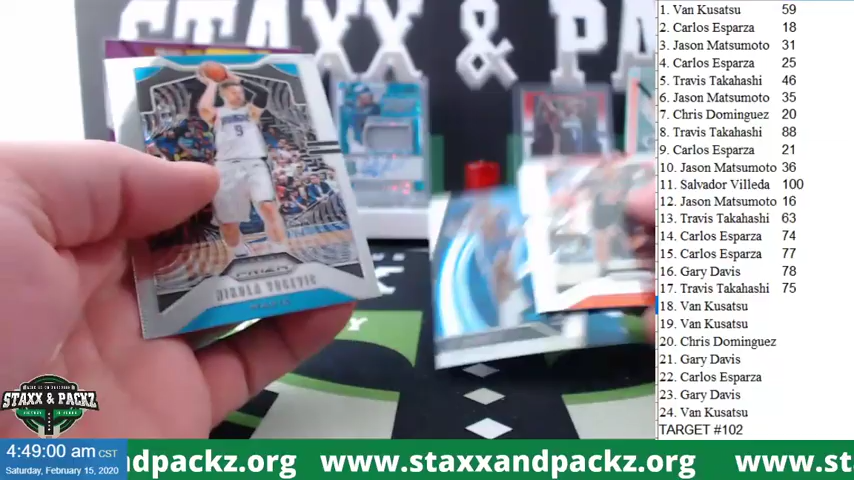 STAXX & PA
9
PRIZM
NIKOLA VUCEVIC
1. Van Kusatsu 59
2. Carlos Esparza 18
3. Jason Matsumoto 31
4. Carlos Esparza 25
5. Travis Takahashi 46
6. Jason Matsumoto 35
7. Chris Dominguez 20
8. Travis Takahashi 88
9. Carlos Esparza 21
10. Jason Matsumoto 36
11. Salvador Villeda 100
12. Jason Matsumoto 16
13. Travis Takahashi 63
14. Carlos Esparza 74
15. Carlos Esparza 77
16. Gary Davis 78
17. Travis Takahashi 75
18. Van Kusatsu
19. Van Kusatsu
20. Chris Dominguez
21. Gary Davis
22. Carlos Esparza
23. Gary Davis
24. Van Kusatsu
TARGET #102
STAXX & PACKZ
4:49:00 am CST
Saturday, February 15, 2020
dpackz.org www.staxxandpackz.org www.st